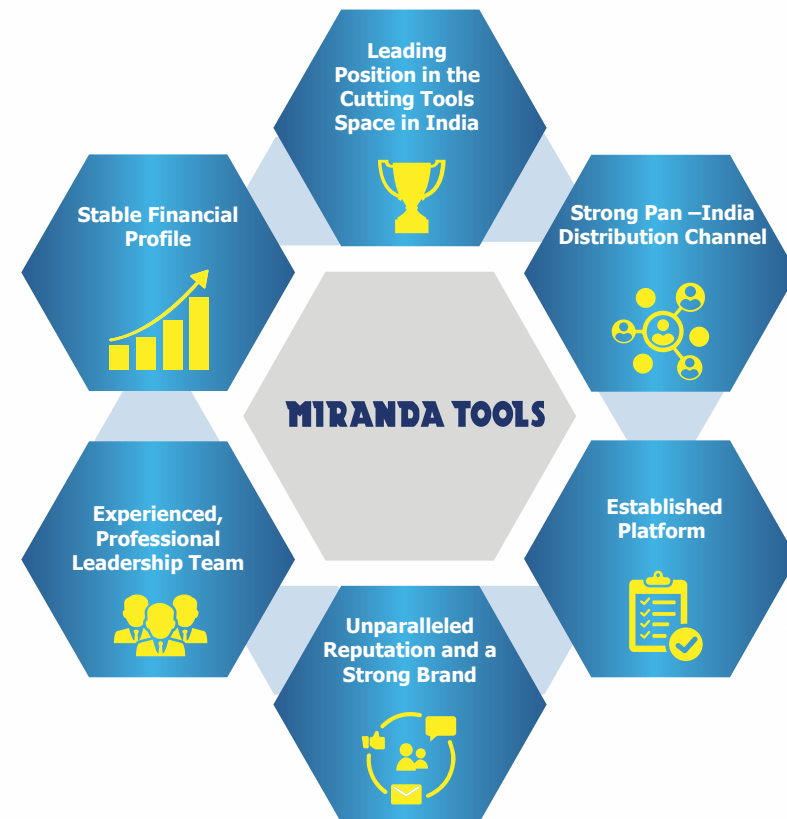 Leading
Position in the
Cutting Tools
Space in India
Stable Financial
Profile
Strong Pan –India
Distribution Channel
MIRANDA TOOLS
Experienced,
Professional
Leadership Team
Established
Platform
Unparalleled
Reputation and a
Strong Brand